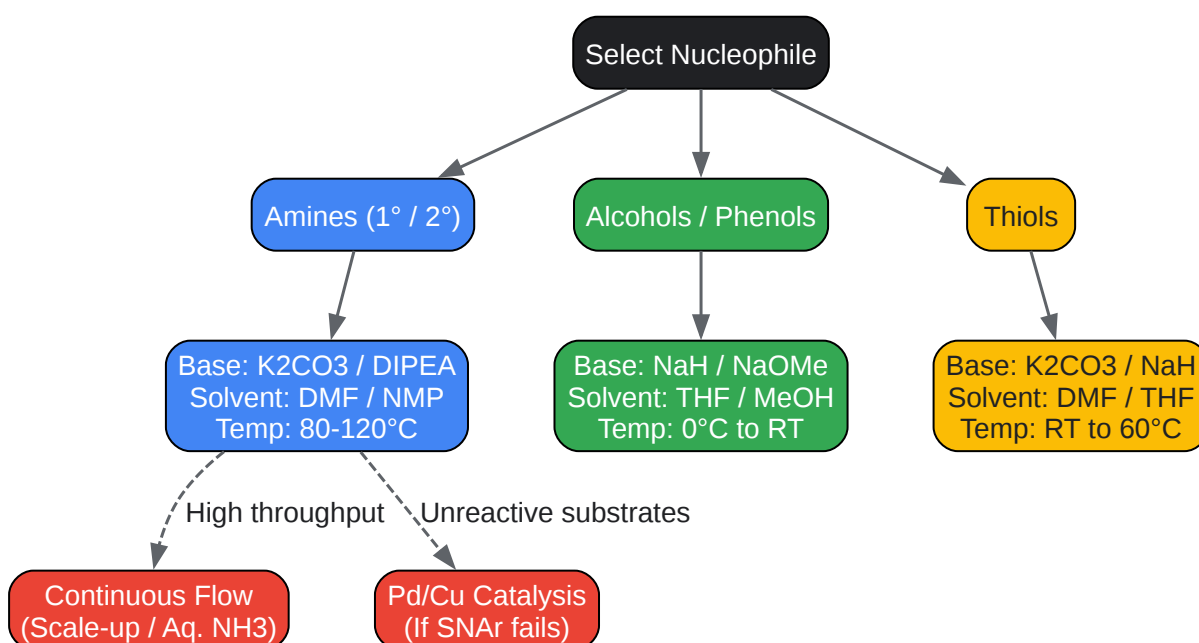 Select Nucleophile
Amines (1° / 2°)
Alcohols / Phenols
Thiols
Base: K2CO3 / DIPEA
Solvent: DMF / NMP
Temp: 80-120°C
Base: NaH / NaOMe
Solvent: THF / MeOH
Temp: 0°C to RT
Base: K2CO3 / NaH
Solvent: DMF / THF
Temp: RT to 60°C
High throughput
Unreactive substrates
Continuous Flow
(Scale-up / Aq. NH3)
Pd/Cu Catalysis
(If SNAr fails)